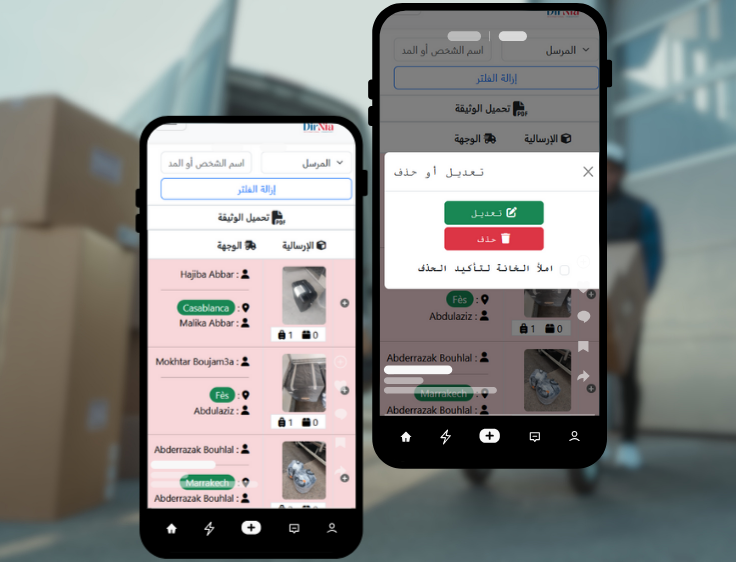 DirNia
المرسل
اسم الشخص أو المد
إزالة الفلتر
تحميل الوثيقة
PDF
الإرسالية
الوجهة
Hajiba Abbar :
Casablanca :
Malika Abbar :
1 0
Mokhtar Boujam3a :
Fès :
Abdulaziz :
1 0
Abderrazak Bouhlal :
Marrakech :
Abderrazak Bouhlal :
المرسل
اسم الشخص أو المد
إزالة الفلتر
تحميل الوثيقة
PDF
الإرسالية
الوجهة
تعديل أو حذف
تعديل
حذف
املأ الخانة لتأكيد الحذف
Fès :
Abdulaziz :
1 0
Abderrazak Bouhlal :
Marrakech :
Abderrazak Bouhlal :